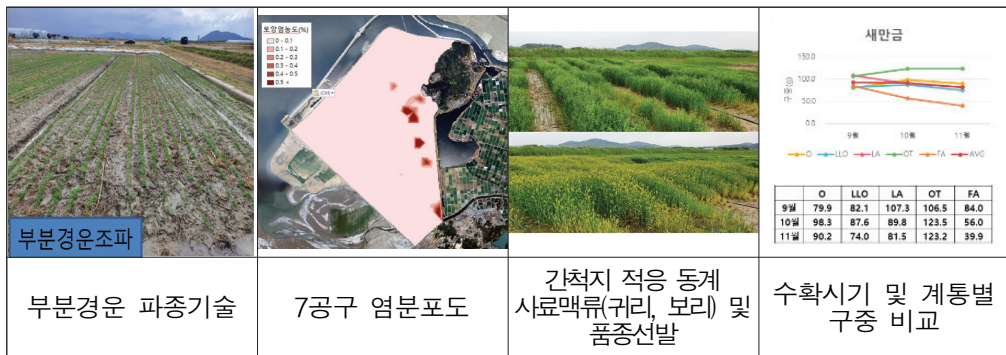 부분경운조파
토양염농도(%)
0 - 0.1
0.1 - 0.2
0.2 - 0.3
0.3 - 0.4
0.4 - 0.5
0.5 <
(Ctrl)
새만금
구중(g)
150.0
100.0
50.0
0.0
9월 10월 11월
O LLO LA OT FA AVG
O LLO LA OT FA
9월 79.9 82.1 107.3 106.5 84.0
10월 98.3 87.6 89.8 123.5 56.0
11월 90.2 74.0 81.5 123.2 39.9
부분경운 파종기술
7공구 염분포도
간척지 적응 동계
사료맥류(귀리, 보리) 및
품종선발
수확시기 및 계통별
구중 비교